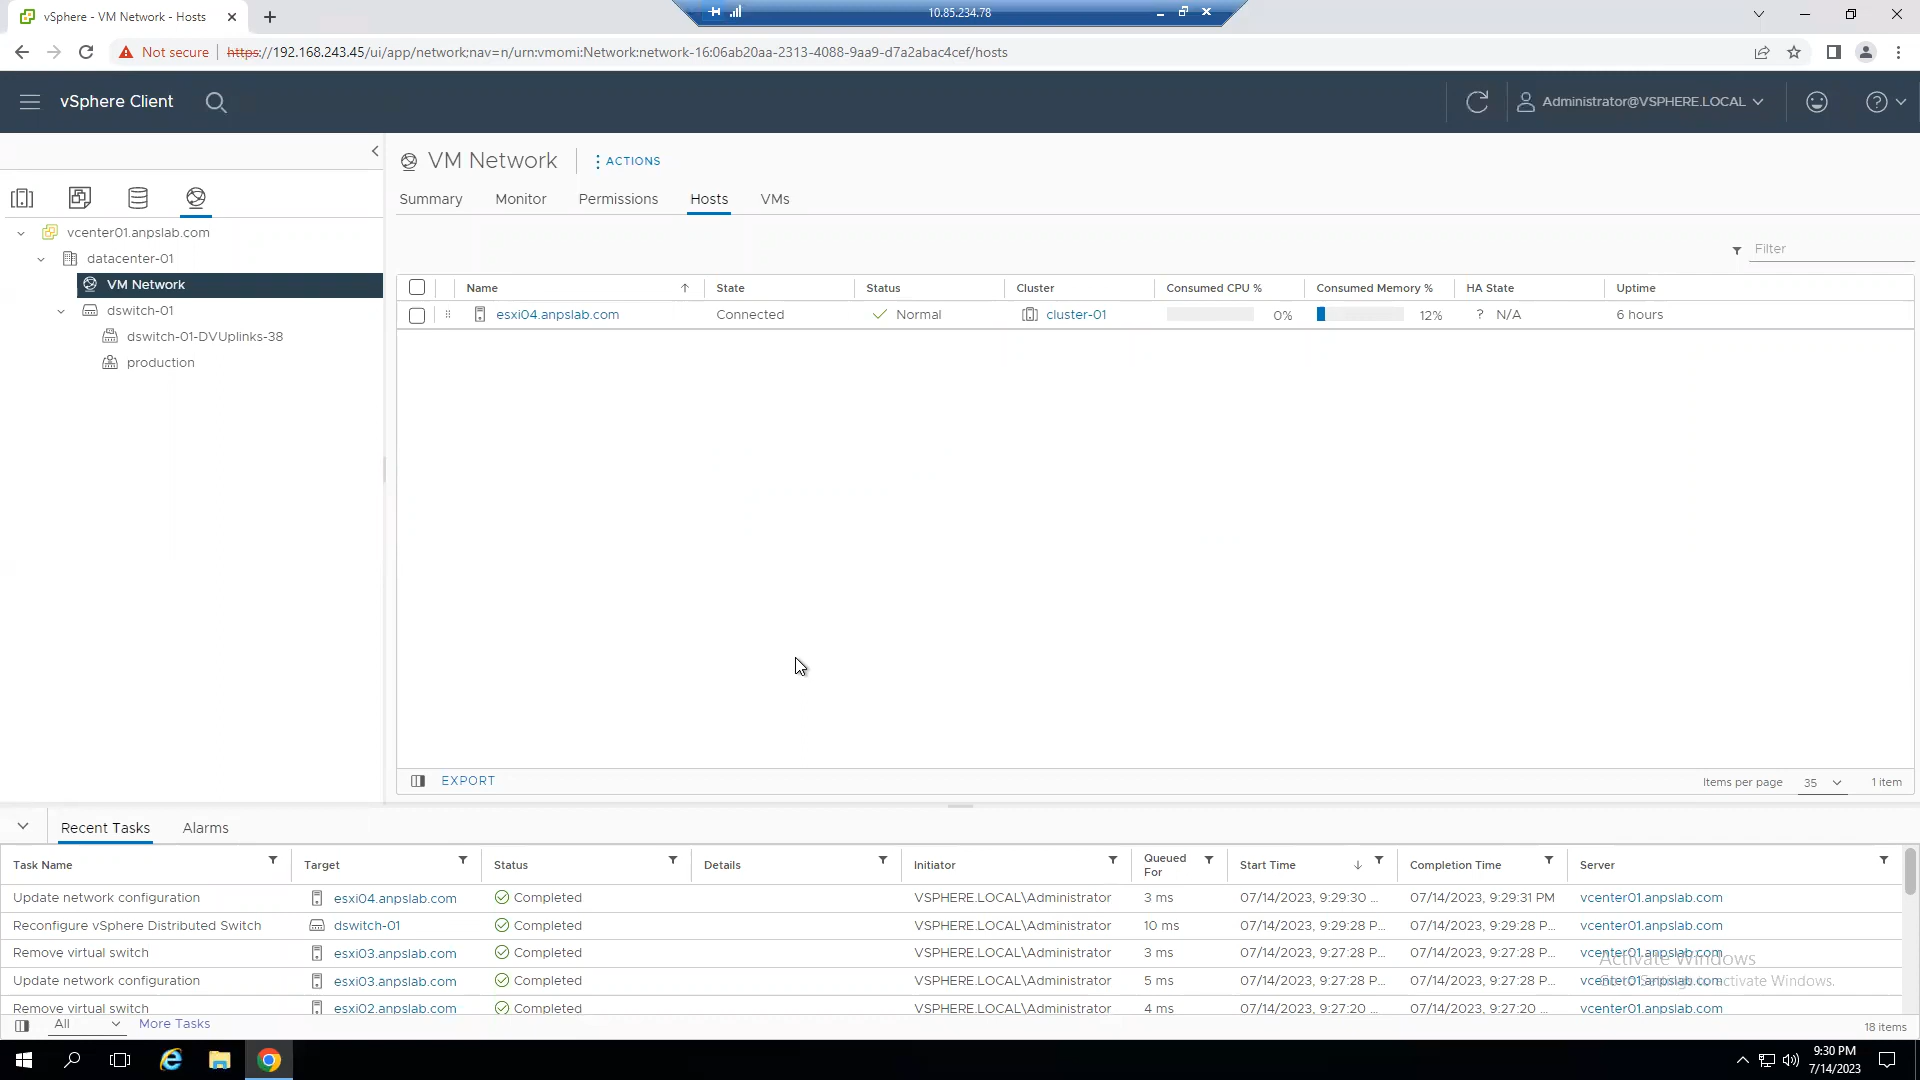 vSphere - VM Network - Hosts
10.85.234.78
Not secure
https://192.168.243.45/ui/app/network;nav=n/urn:vmomi:Network:network-16:06ab20aa-2313-4088-9aa9-d7a2abac4cef/hosts
vSphere Client
Administrator@VSPHERE.LOCAL
VM Network
ACTIONS
Summary Monitor Permissions Hosts VMs
vcenter01.anpslab.com
datacenter-01
VM Network
dswitch-01
dswitch-01-DVUplinks-38
production
Filter
Name State Status Cluster Consumed CPU % Consumed Memory % HA State Uptime
esxi04.anpslab.com Connected Normal cluster-01 0% 12% ? N/A 6 hours
EXPORT
Items per page 35 1 item
Recent Tasks Alarms
Task Name Target Status Details Initiator Queued For Start Time Completion Time Server
Update network configuration esxi04.anpslab.com Completed VSPHERE.LOCAL\Administrator 3 ms 07/14/2023, 9:29:30 ... 07/14/2023, 9:29:31 PM vcenter01.anpslab.com
Reconfigure vSphere Distributed Switch dswitch-01 Completed VSPHERE.LOCAL\Administrator 10 ms 07/14/2023, 9:29:28 P... 07/14/2023, 9:29:28 P... vcenter01.anpslab.com
Remove virtual switch esxi03.anpslab.com Completed VSPHERE.LOCAL\Administrator 3 ms 07/14/2023, 9:27:28 P... 07/14/2023, 9:27:28 P... vcenter01.anpslab.com
Activate Windows
Update network configuration esxi03.anpslab.com Completed VSPHERE.LOCAL\Administrator 5 ms 07/14/2023, 9:27:28 P... 07/14/2023, 9:27:28 P... vcenter01.anpslab.com
Go to Settings to activate Windows.
Remove virtual switch esxi02.anpslab.com Completed VSPHERE.LOCAL\Administrator 4 ms 07/14/2023, 9:27:20 ... 07/14/2023, 9:27:20 ... vcenter01.anpslab.com
All More Tasks
18 items
9:30 PM
7/14/2023